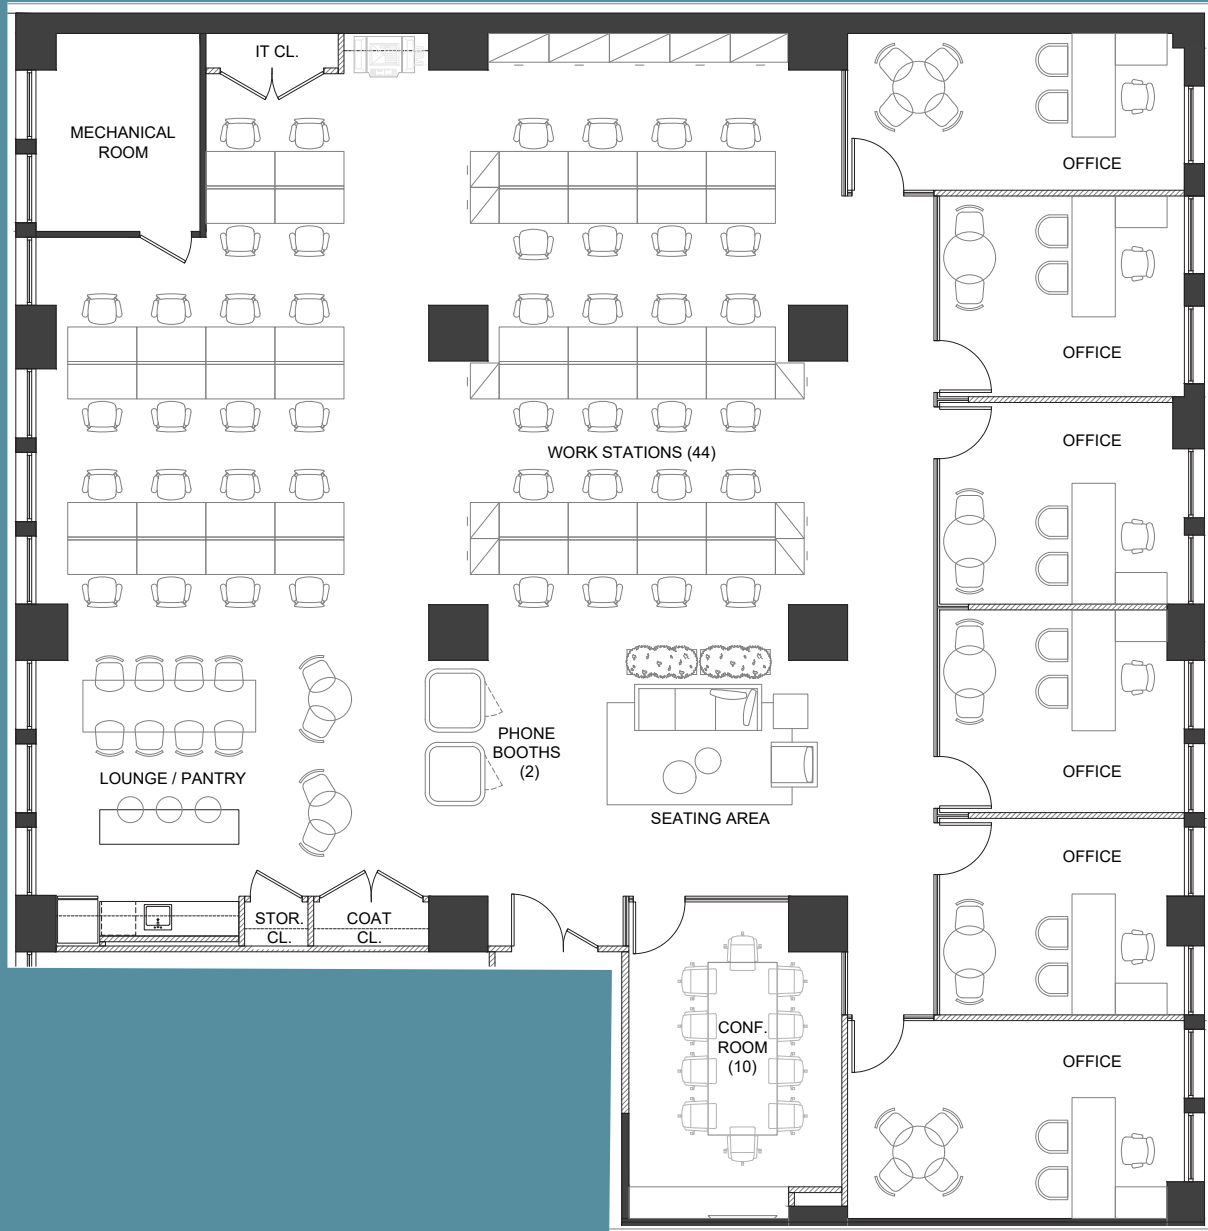 IT CL.
MECHANICAL
ROOM
OFFICE
OFFICE
OFFICE
WORK STATIONS (44)
PHONE
BOOTHS
(2)
LOUNGE / PANTRY
OFFICE
SEATING AREA
OFFICE
STOR.
CL.
COAT
CL.
CONF.
ROOM
(10)
OFFICE